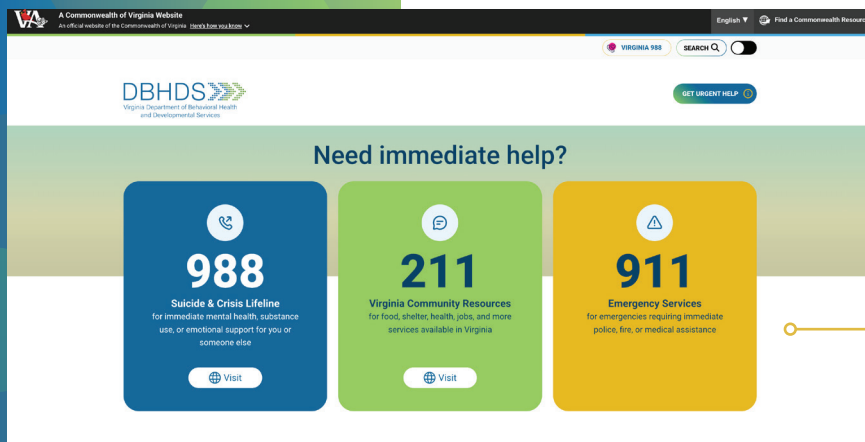 A Commonwealth of Virginia Website
An official website of the Commonwealth of Virginia Here's how you know
English
Find a Commonwealth Resource
VIRGINIA 988
SEARCH
DBHDS
Virginia Department of Behavioral Health
and Developmental Services
GET URGENT HELP
Need immediate help?
988
Suicide & Crisis Lifeline
for immediate mental health, substance
use, or emotional support for you or
someone else
Visit
211
Virginia Community Resources
for food, shelter, health, jobs, and more
services available in Virginia
Visit
911
Emergency Services
for emergencies requiring immediate
police, fire, or medical assistance